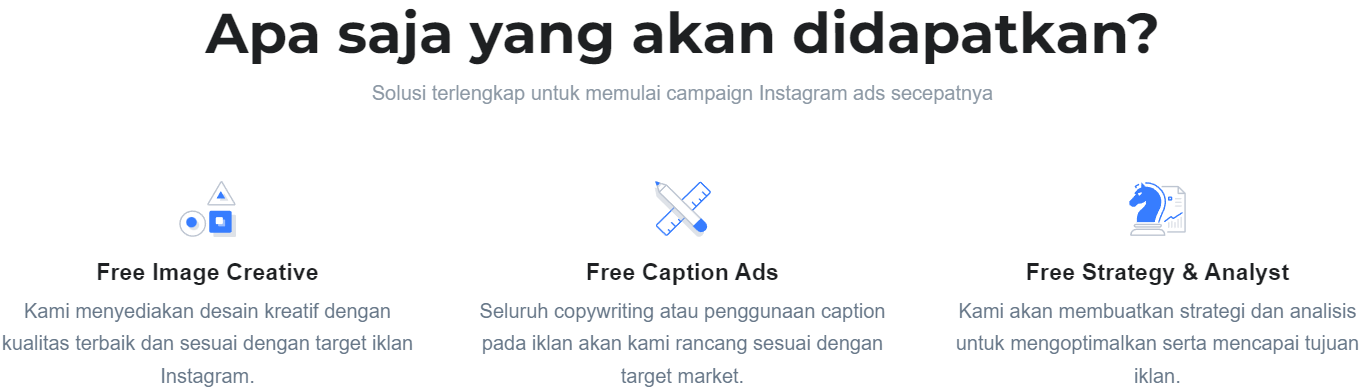 Apa saja yang akan didapatkan?
Solusi terlengkap untuk memulai campaign Instagram ads secepatnya
Free Image Creative
Kami menyediakan desain kreatif dengan
kualitas terbaik dan sesuai dengan target iklan
Instagram.
Free Caption Ads
Seluruh copywriting atau penggunaan caption
pada iklan akan kami rancang sesuai dengan
target market.
Free Strategy & Analyst
Kami akan membuatkan strategi dan analisis
untuk mengoptimalkan serta mencapai tujuan
iklan.